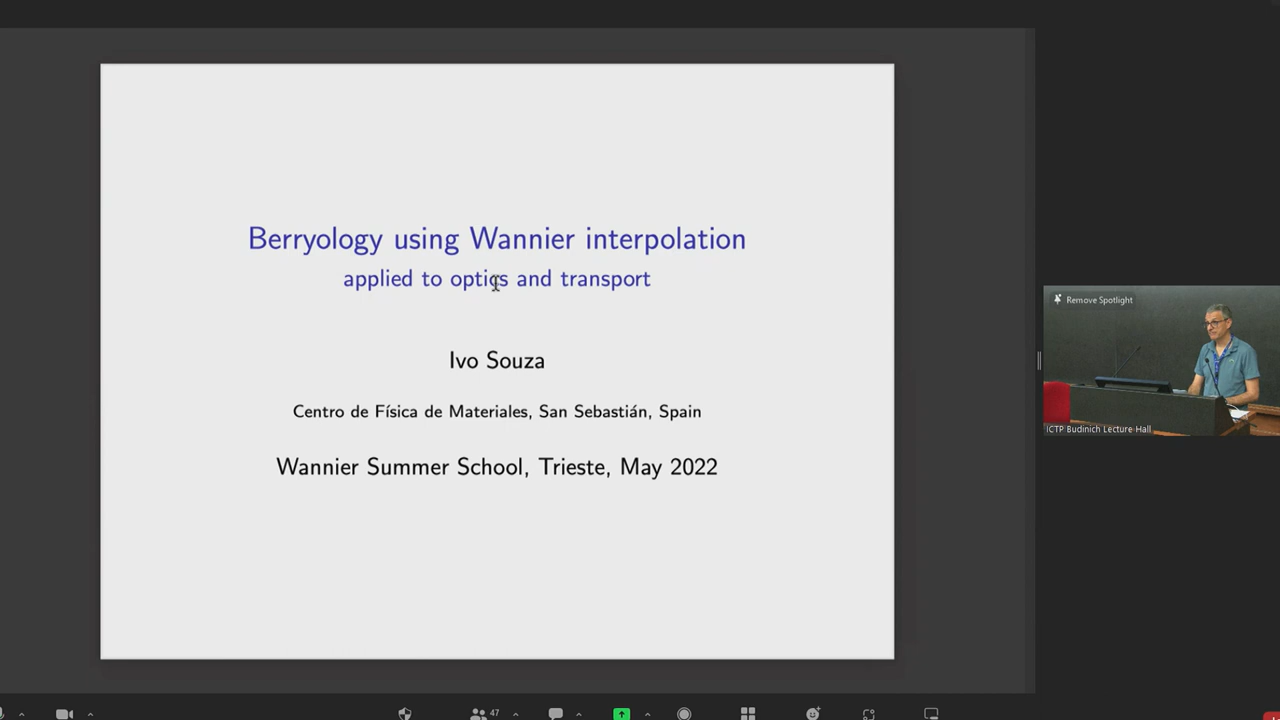 Berryology using Wannier interpolation
applied to optics and transport
Ivo Souza
Centro de Física de Materiales, San Sebastián, Spain
Wannier Summer School, Trieste, May 2022
Remove Spotlight
ICTP Budinich Lecture Hall
47